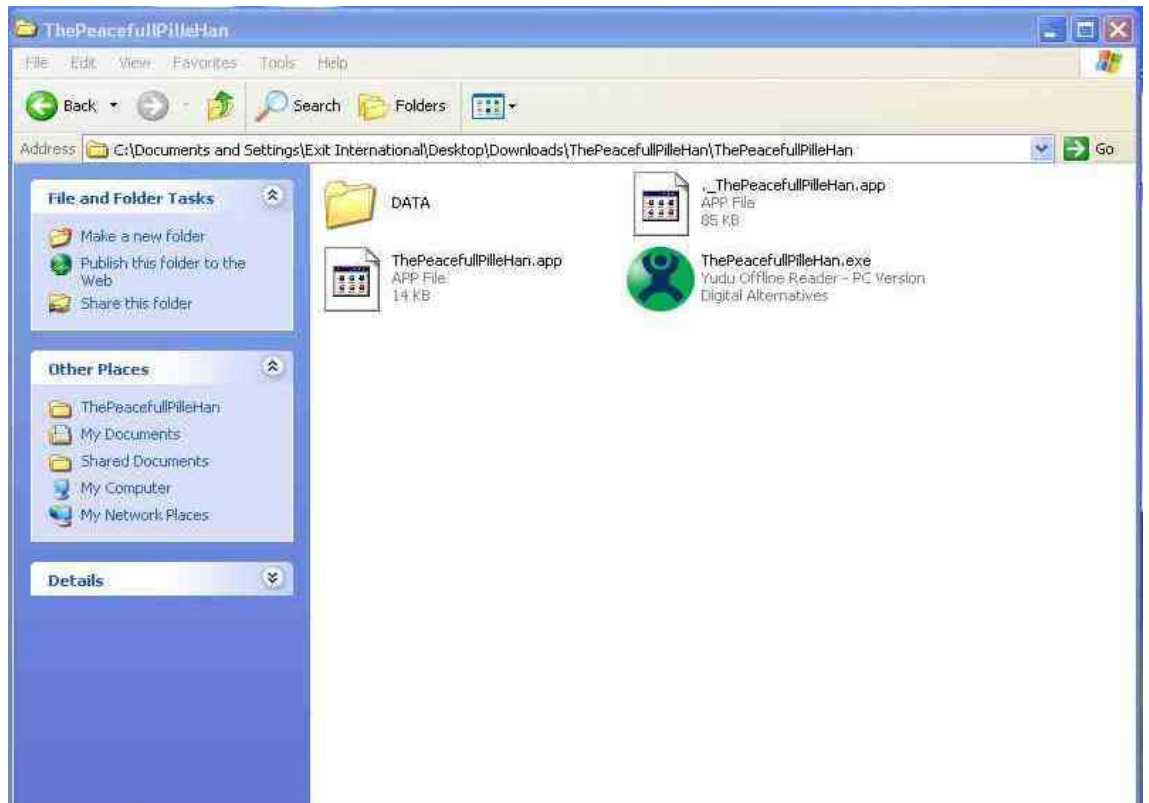 ThePeacefullPilleHan
File Edit View Favorites Tools Help
Back Search Folders
Address C:\Documents and Settings\Exit International\Desktop\Downloads\ThePeacefullPilleHan\ThePeacefullPilleHan Go
File and Folder Tasks
Make a new folder
Publish this folder to the
Web
Share this folder
Other Places
ThePeacefullPilleHan
My Documents
Shared Documents
My Computer
My Network Places
Details
DATA
._ThePeacefullPilleHan.app
APP File
85 KB
ThePeacefullPilleHan.app
APP File
14 KB
ThePeacefullPilleHan.exe
Yudu Offline Reader - PC Version
Digital Alternatives